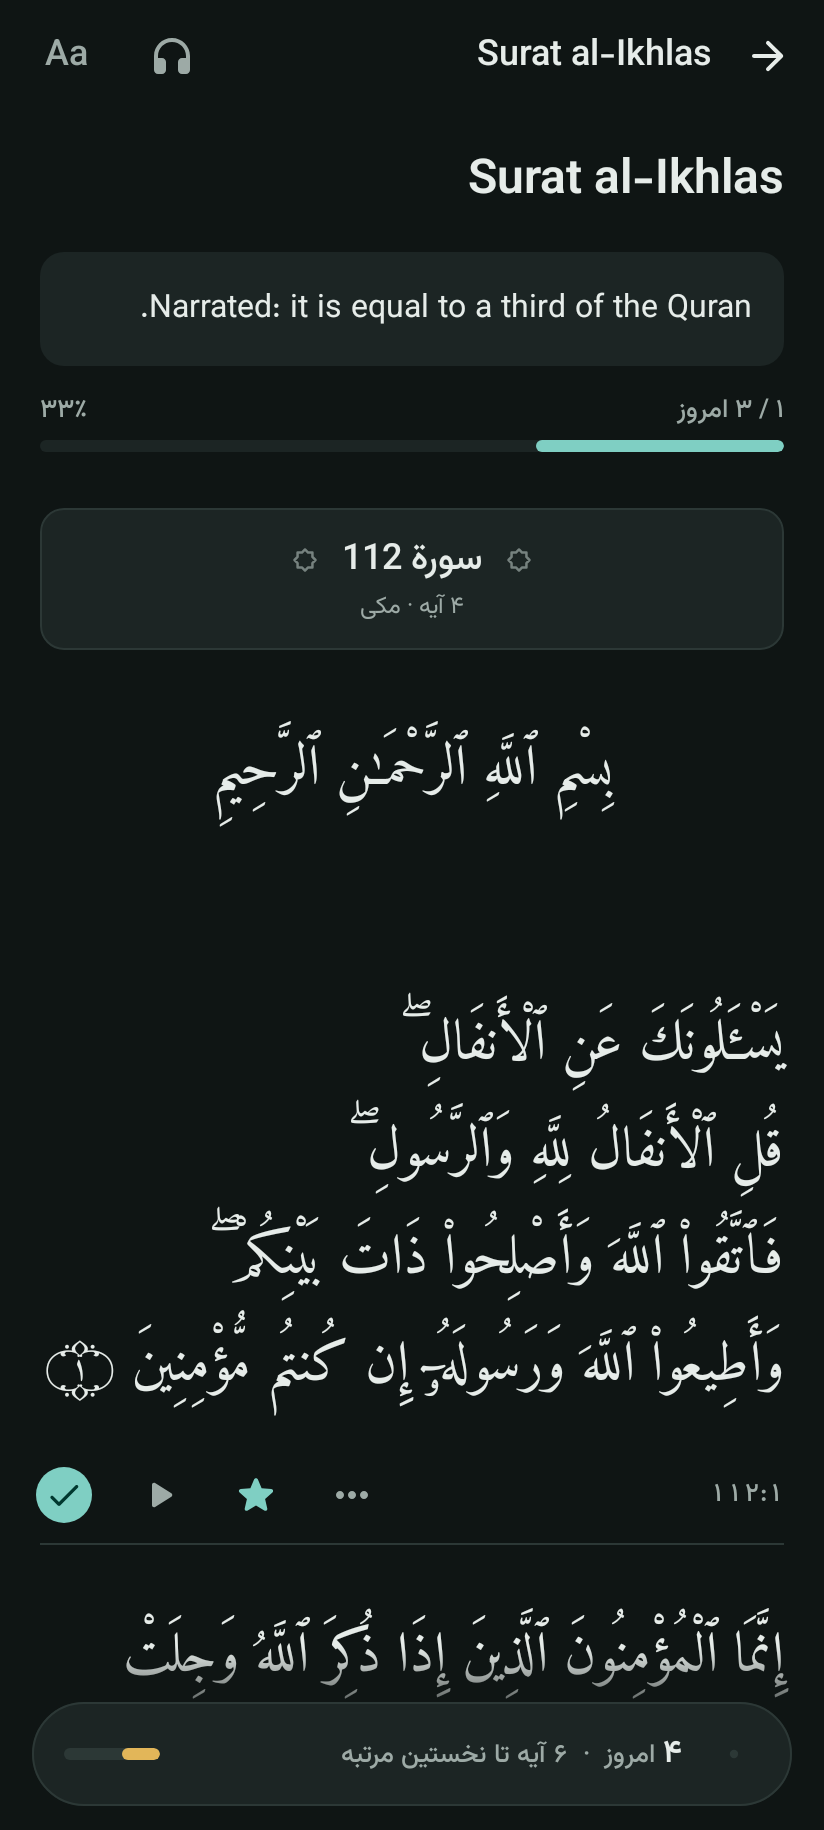 Surat al-Ikhlas
Aa
Surat al-Ikhlas
Narrated: it is equal to a third of the Quran.
۱ / ۳ امروز
۳۳٪
سورة 112
۴ آیه · مکی
بِسْمِ ٱللَّهِ ٱلرَّحْمَـٰنِ ٱلرَّحِيمِ
يَسْـَٔلُونَكَ عَنِ ٱلْأَنفَالِۖ
قُلِ ٱلْأَنفَالُ لِلَّهِ وَٱلرَّسُولِۖ
فَٱتَّقُوا۟ ٱللَّهَ وَأَصْلِحُوا۟ ذَاتَ بَيْنِكُمْۖ
وَأَطِيعُوا۟ ٱللَّهَ وَرَسُولَهُۥٓ إِن كُنتُم مُّؤْمِنِينَ ١
۱۱۲:۱
إِنَّمَا ٱلْمُؤْمِنُونَ ٱلَّذِينَ إِذَا ذُكِرَ ٱللَّهُ وَجِلَتْ
۴ امروز · ۶ آیه تا نخستین مرتبه